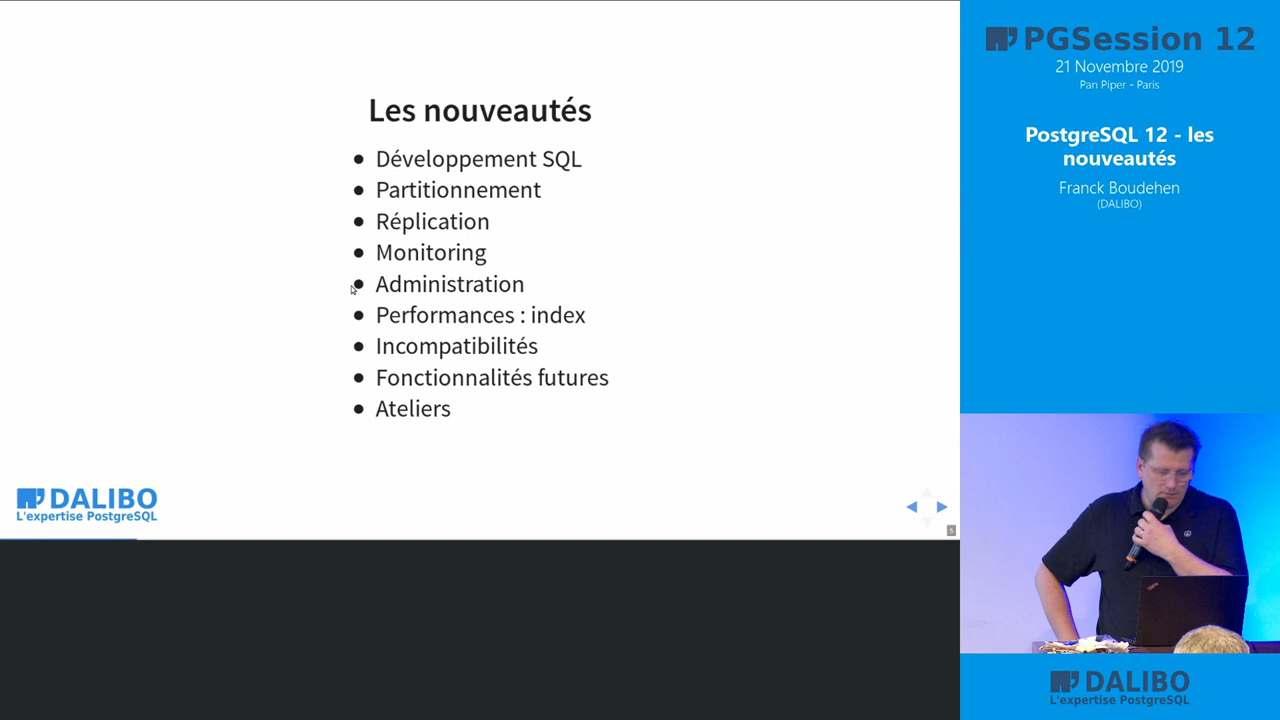 Les nouveautés
Développement SQL
Partitionnement
Réplication
Monitoring
Administration
Performances : index
Incompatibilités
Fonctionnalités futures
Ateliers
DALIBO
L'expertise PostgreSQL
PGSession 12
21 Novembre 2019
Pan Piper - Paris
PostgreSQL 12 - les
nouveautés
Franck Boudehen
(DALIBO)
DALIBO
L'expertise PostgreSQL